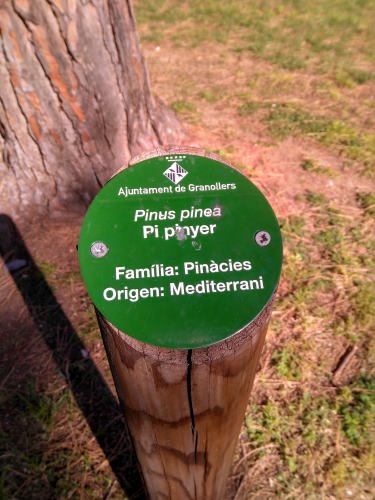 Ajuntament de Granollers
Pinus pinea
Pi pinyer
Família: Pinàcies
Origen: Mediterrani